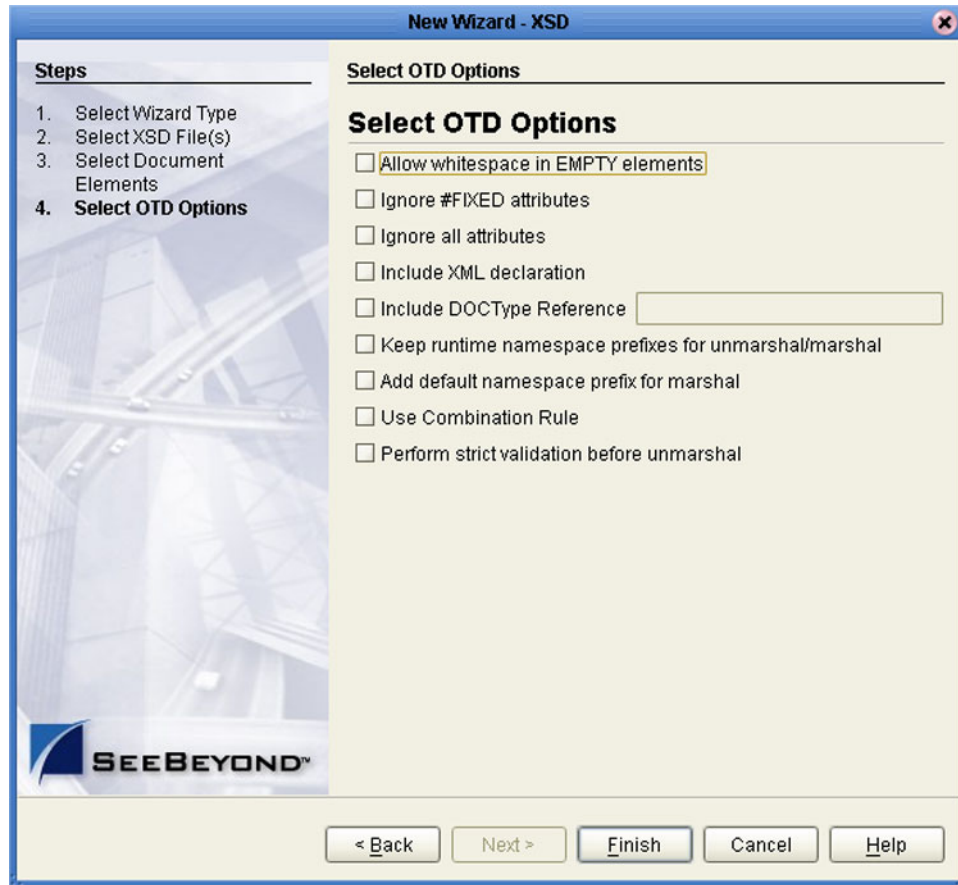 New Wizard - XSD
Steps
1. Select Wizard Type
2. Select XSD File(s)
3. Select Document
Elements
4. Select OTD Options
Select OTD Options
Select OTD Options
Allow whitespace in EMPTY elements
Ignore #FIXED attributes
Ignore all attributes
Include XML declaration
Include DOCType Reference
Keep runtime namespace prefixes for unmarshal/marshal
Add default namespace prefix for marshal
Use Combination Rule
Perform strict validation before unmarshal
SEEBEYOND™
< Back
Next >
Finish
Cancel
Help